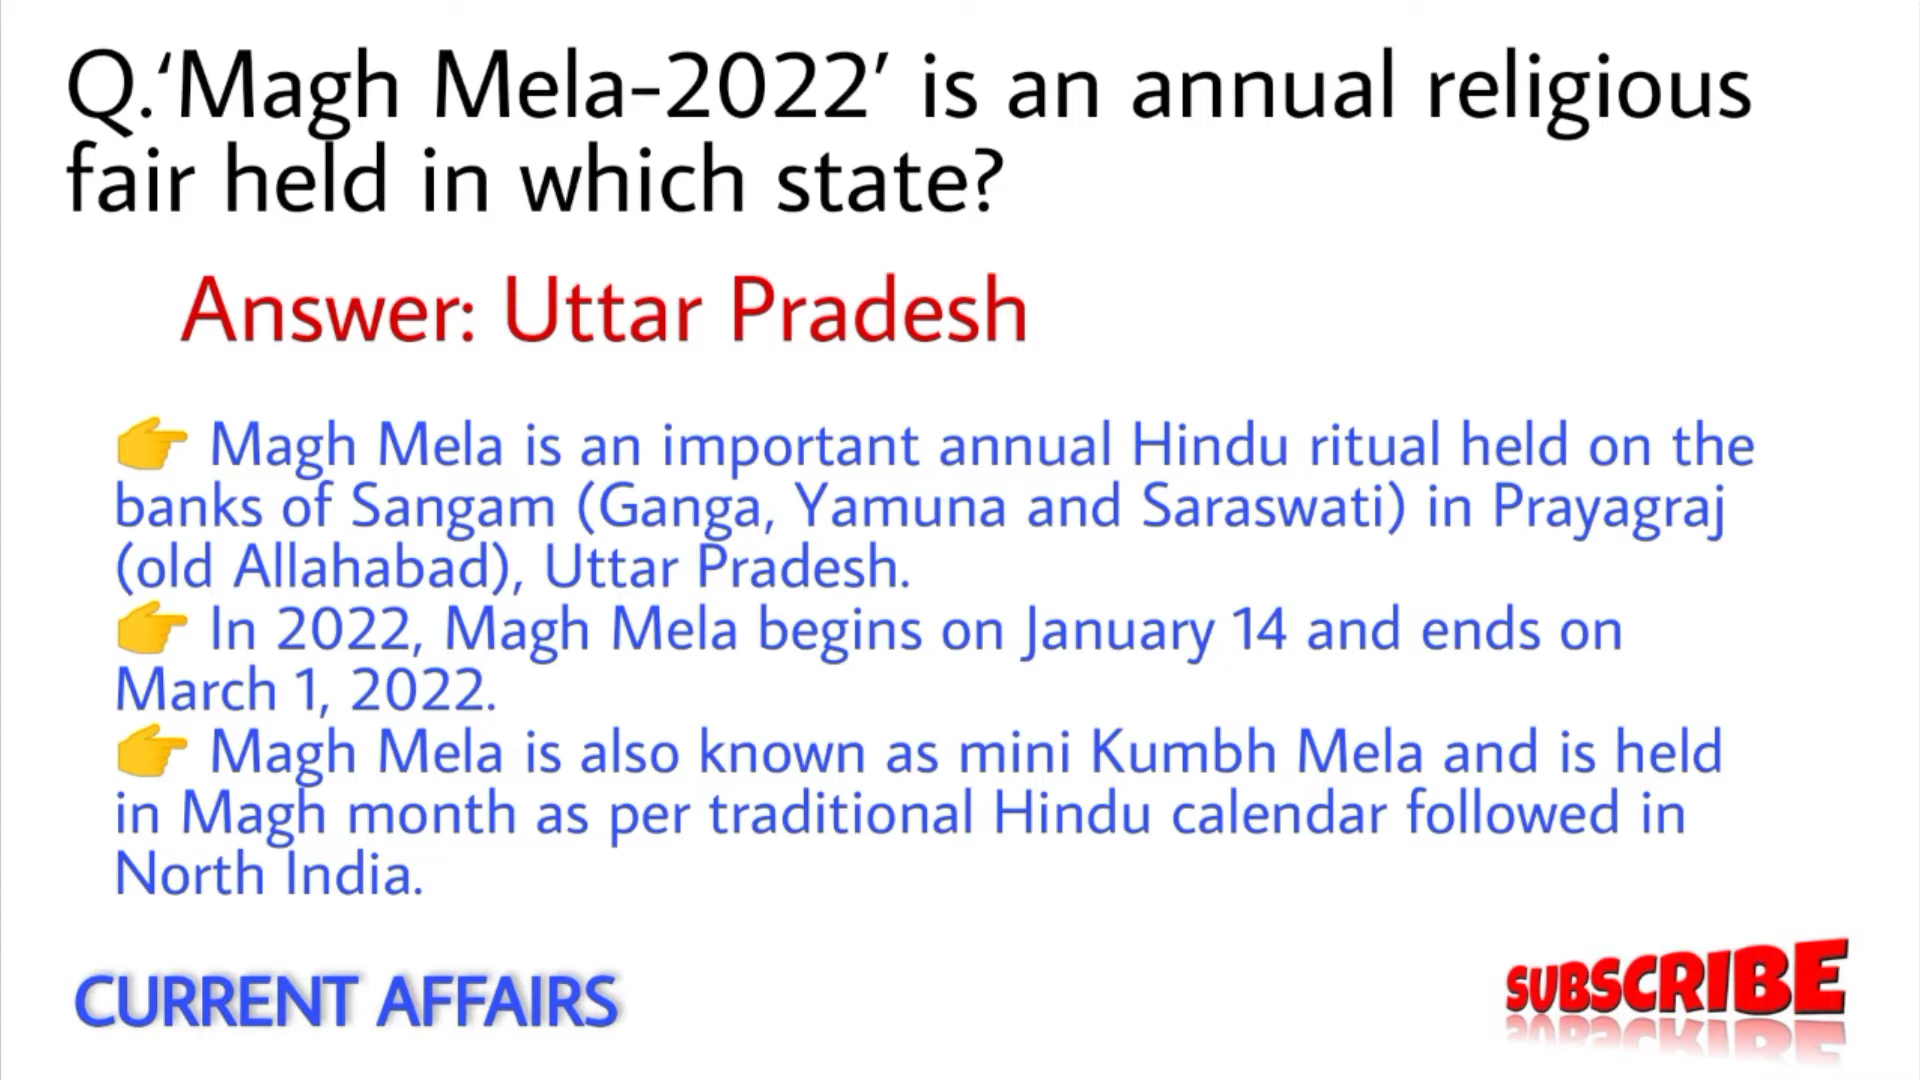 Q.‘Magh Mela-2022’ is an annual religious
fair held in which state?
Answer: Uttar Pradesh
👉 Magh Mela is an important annual Hindu ritual held on the
banks of Sangam (Ganga, Yamuna and Saraswati) in Prayagraj
(old Allahabad), Uttar Pradesh.
👉 In 2022, Magh Mela begins on January 14 and ends on
March 1, 2022.
👉 Magh Mela is also known as mini Kumbh Mela and is held
in Magh month as per traditional Hindu calendar followed in
North India.
CURRENT AFFAIRS
SUBSCRIBE